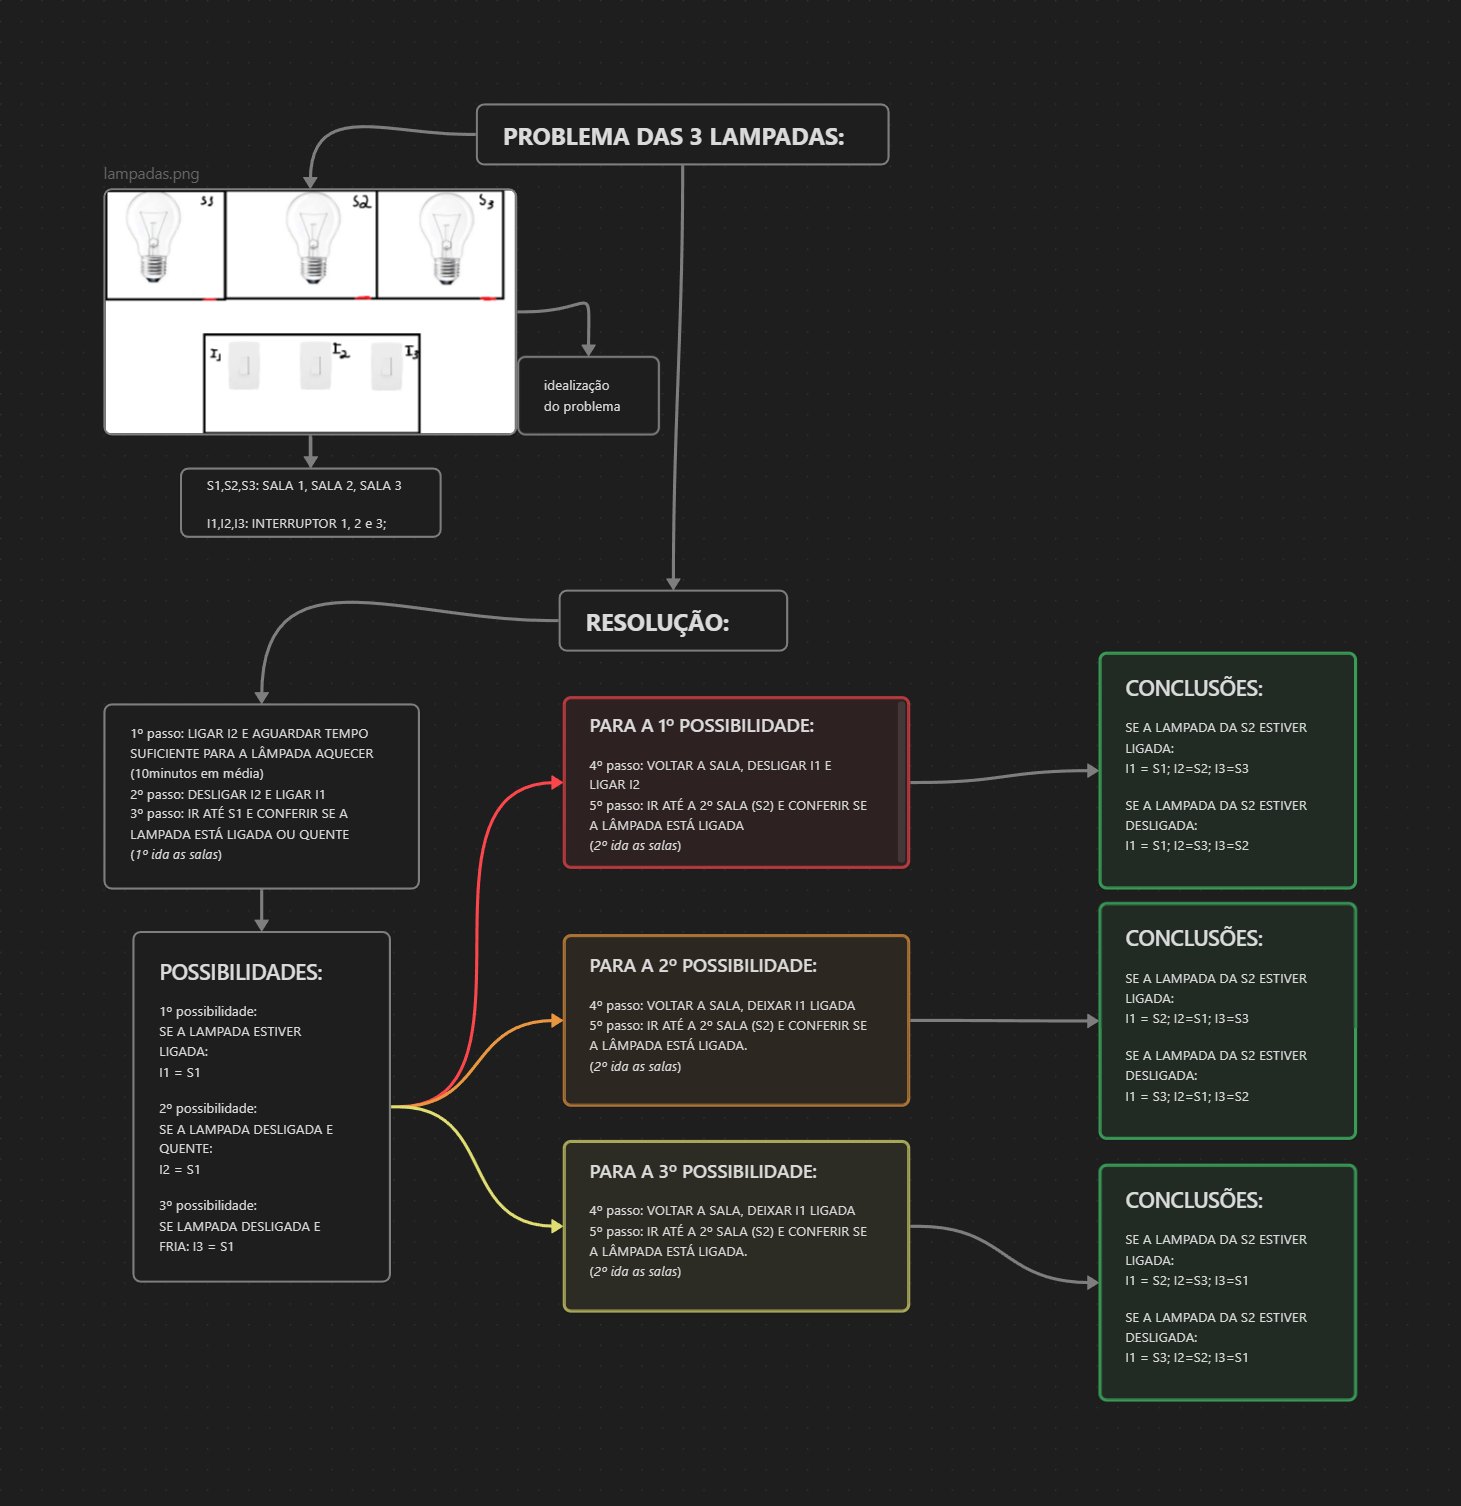 PROBLEMA DAS 3 LAMPADAS:
lampadas.png
S1
S2
S3
I1
I2
I3
idealização
do problema
S1,S2,S3: SALA 1, SALA 2, SALA 3
I1,I2,I3: INTERRUPTOR 1, 2 e 3;
RESOLUÇÃO:
1º passo: LIGAR I2 E AGUARDAR TEMPO
SUFICIENTE PARA A LÂMPADA AQUECER
(10minutos em média)
2º passo: DESLIGAR I2 E LIGAR I1
3º passo: IR ATÉ S1 E CONFERIR SE A
LAMPADA ESTÁ LIGADA OU QUENTE
(1º ida as salas)
POSSIBILIDADES:
1º possibilidade:
SE A LAMPADA ESTIVER
LIGADA:
I1 = S1
2º possibilidade:
SE A LAMPADA DESLIGADA E
QUENTE:
I2 = S1
3º possibilidade:
SE LAMPADA DESLIGADA E
FRIA: I3 = S1
PARA A 1º POSSIBILIDADE:
4º passo: VOLTAR A SALA, DESLIGAR I1 E
LIGAR I2
5º passo: IR ATÉ A 2º SALA (S2) E CONFERIR SE
A LÂMPADA ESTÁ LIGADA
(2º ida as salas)
CONCLUSÕES:
SE A LAMPADA DA S2 ESTIVER
LIGADA:
I1 = S1; I2=S2; I3=S3
SE A LAMPADA DA S2 ESTIVER
DESLIGADA:
I1 = S1; I2=S3; I3=S2
PARA A 2º POSSIBILIDADE:
4º passo: VOLTAR A SALA, DEIXAR I1 LIGADA
5º passo: IR ATÉ A 2º SALA (S2) E CONFERIR SE
A LÂMPADA ESTÁ LIGADA.
(2º ida as salas)
CONCLUSÕES:
SE A LAMPADA DA S2 ESTIVER
LIGADA:
I1 = S2; I2=S1; I3=S3
SE A LAMPADA DA S2 ESTIVER
DESLIGADA:
I1 = S3; I2=S1; I3=S2
PARA A 3º POSSIBILIDADE:
4º passo: VOLTAR A SALA, DEIXAR I1 LIGADA
5º passo: IR ATÉ A 2º SALA (S2) E CONFERIR SE
A LÂMPADA ESTÁ LIGADA.
(2º ida as salas)
CONCLUSÕES:
SE A LAMPADA DA S2 ESTIVER
LIGADA:
I1 = S2; I2=S3; I3=S1
SE A LAMPADA DA S2 ESTIVER
DESLIGADA:
I1 = S3; I2=S2; I3=S1